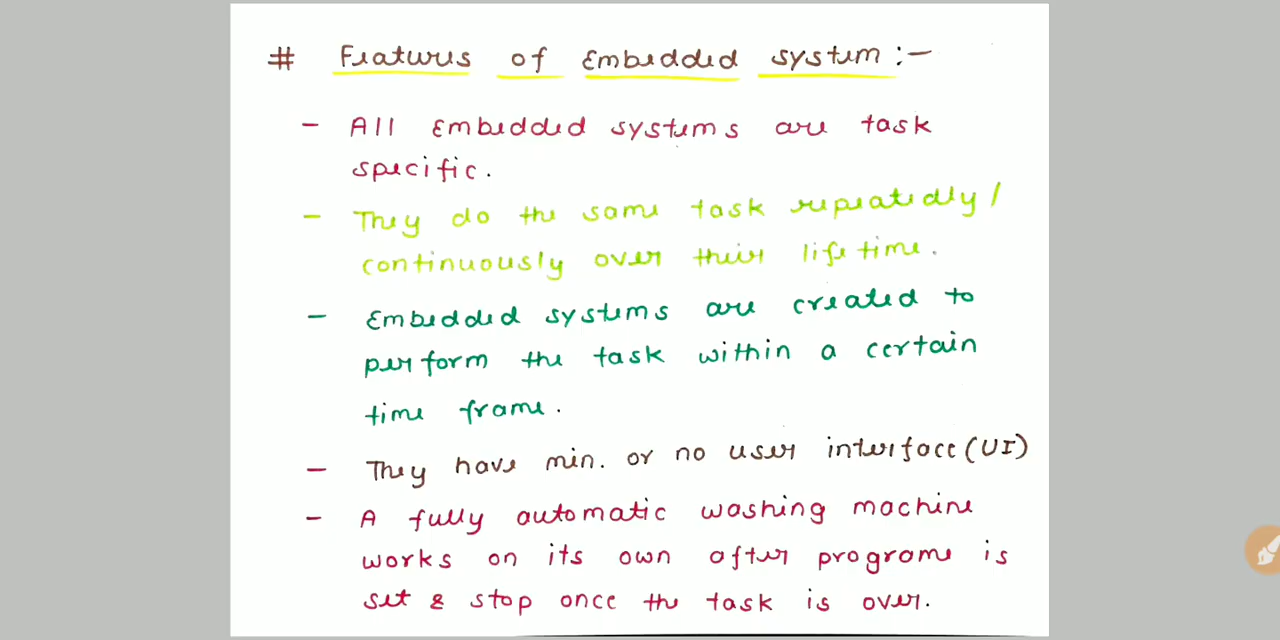 # Features of Embedded system :-
- All Embedded systems are task
specific.
- They do the same task repeatedly/
continuously over their lifetime.
- Embedded systems are created to
perform the task within a certain
time frame.
- They have min. or no user interface (UI)
- A fully automatic washing machine
works on its own after programe is
set & stop once the task is over.